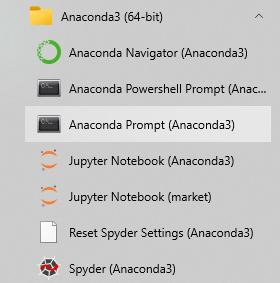 Anaconda3 (64-bit)
Anaconda Navigator (Anaconda3)
Anaconda Powershell Prompt (Anac...
Anaconda Prompt (Anaconda3)
Jupyter Notebook (Anaconda3)
Jupyter Notebook (market)
Reset Spyder Settings (Anaconda3)
Spyder (Anaconda3)